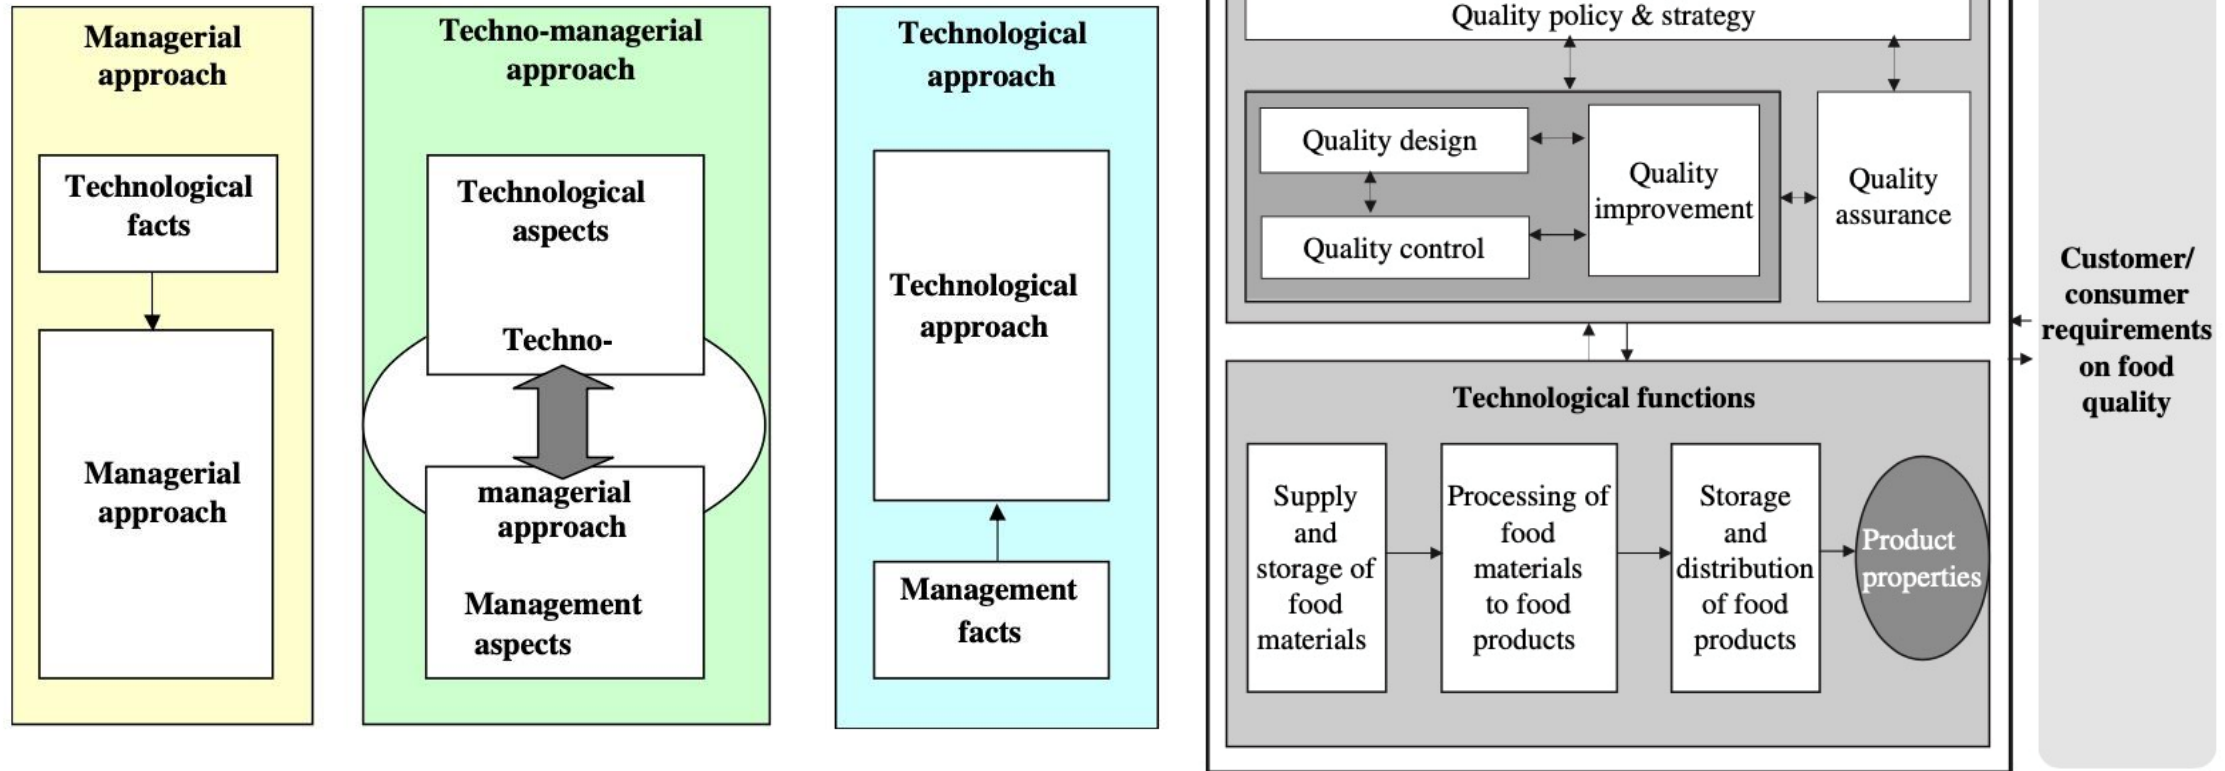 Managerial
approach
Technological
facts
Managerial
approach
Techno-managerial
approach
Technological
aspects
Techno-
managerial
approach
Management
aspects
Technological
approach
Technological
approach
Management
facts
Quality policy & strategy
Quality design
Quality control
Quality
improvement
Quality
assurance
Technological functions
Supply
and
storage of
food
materials
Processing of
food
materials
to food
products
Storage
and
distribution
of food
products
Product
properties
Customer/
consumer
requirements
on food
quality